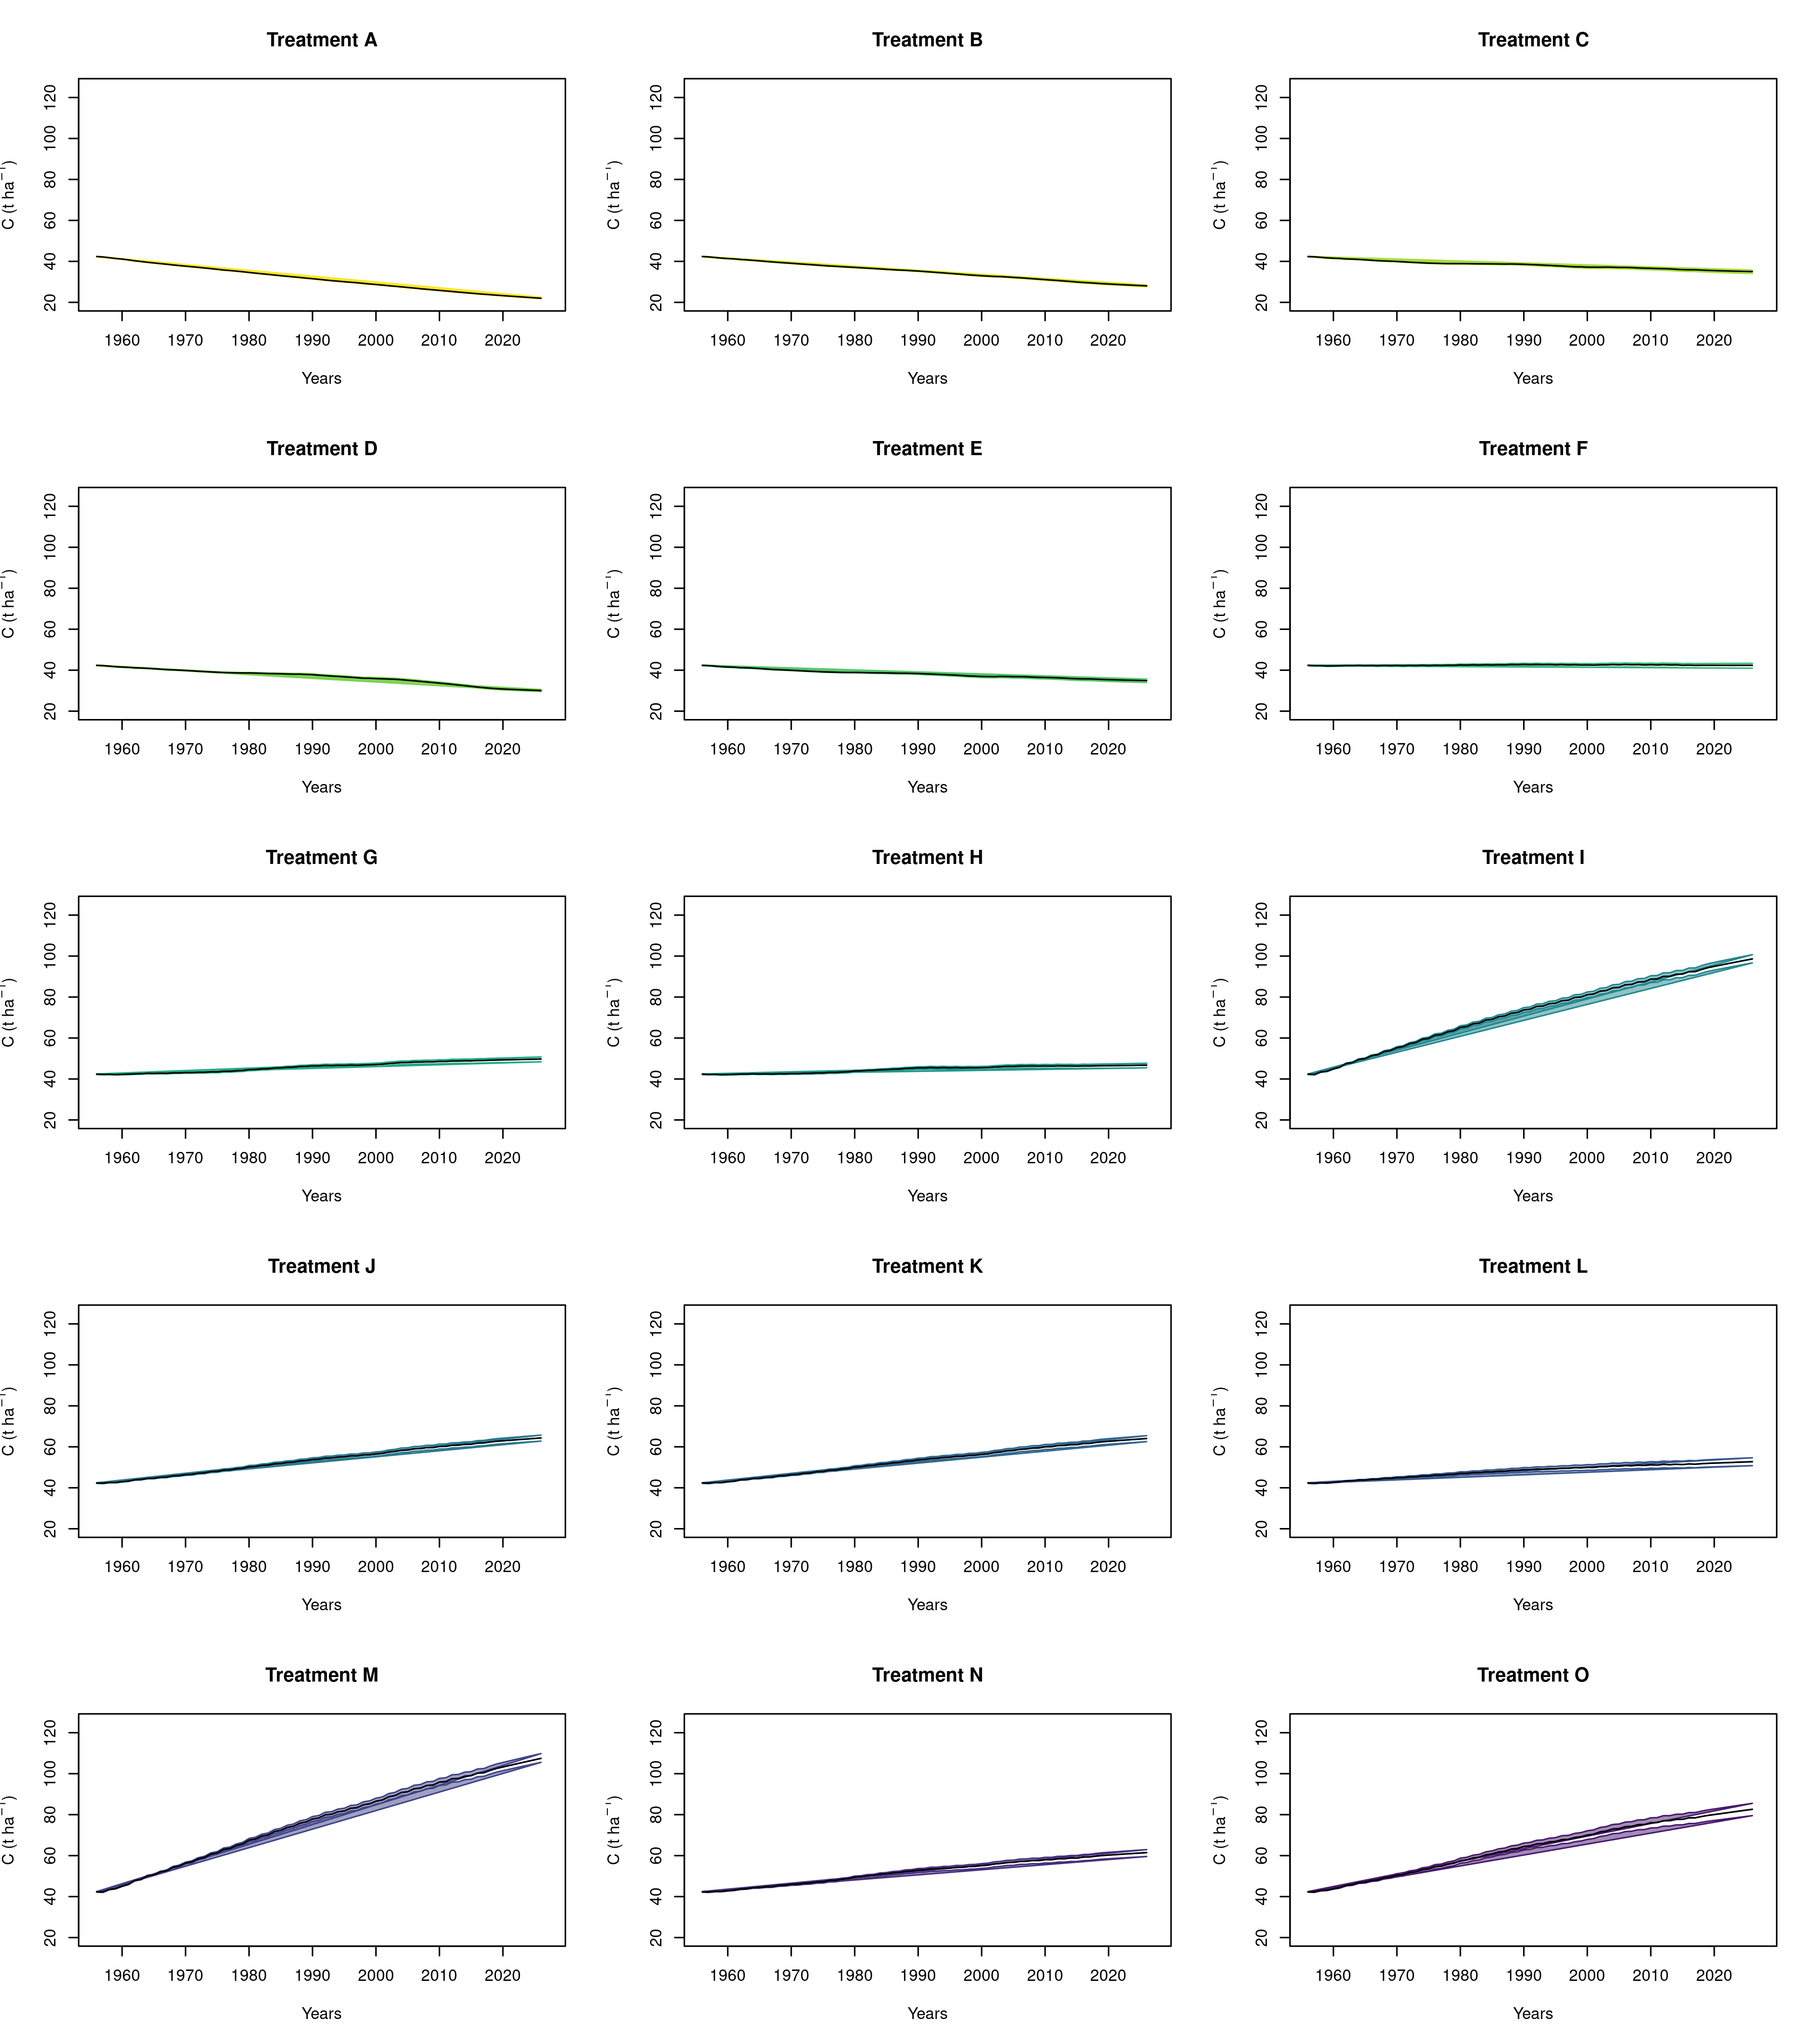 Treatment A
C (t ha⁻¹)
20 40 60 80 100 120
1960 1970 1980 1990 2000 2010 2020
Years
Treatment B
C (t ha⁻¹)
20 40 60 80 100 120
1960 1970 1980 1990 2000 2010 2020
Years
Treatment C
C (t ha⁻¹)
20 40 60 80 100 120
1960 1970 1980 1990 2000 2010 2020
Years
Treatment D
C (t ha⁻¹)
20 40 60 80 100 120
1960 1970 1980 1990 2000 2010 2020
Years
Treatment E
C (t ha⁻¹)
20 40 60 80 100 120
1960 1970 1980 1990 2000 2010 2020
Years
Treatment F
C (t ha⁻¹)
20 40 60 80 100 120
1960 1970 1980 1990 2000 2010 2020
Years
Treatment G
C (t ha⁻¹)
20 40 60 80 100 120
1960 1970 1980 1990 2000 2010 2020
Years
Treatment H
C (t ha⁻¹)
20 40 60 80 100 120
1960 1970 1980 1990 2000 2010 2020
Years
Treatment I
C (t ha⁻¹)
20 40 60 80 100 120
1960 1970 1980 1990 2000 2010 2020
Years
Treatment J
C (t ha⁻¹)
20 40 60 80 100 120
1960 1970 1980 1990 2000 2010 2020
Years
Treatment K
C (t ha⁻¹)
20 40 60 80 100 120
1960 1970 1980 1990 2000 2010 2020
Years
Treatment L
C (t ha⁻¹)
20 40 60 80 100 120
1960 1970 1980 1990 2000 2010 2020
Years
Treatment M
C (t ha⁻¹)
20 40 60 80 100 120
1960 1970 1980 1990 2000 2010 2020
Years
Treatment N
C (t ha⁻¹)
20 40 60 80 100 120
1960 1970 1980 1990 2000 2010 2020
Years
Treatment O
C (t ha⁻¹)
20 40 60 80 100 120
1960 1970 1980 1990 2000 2010 2020
Years